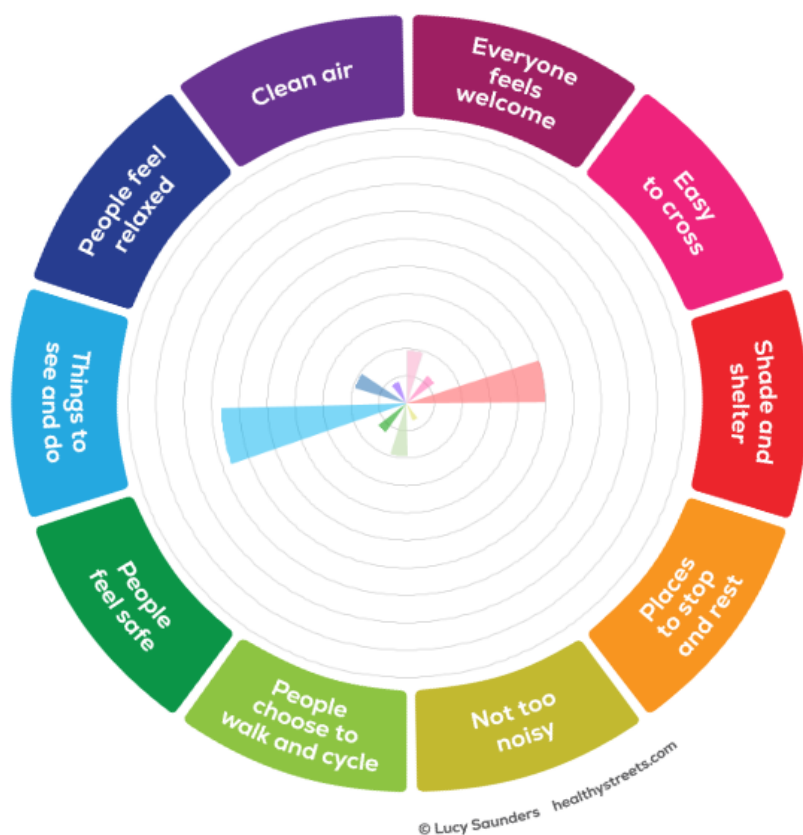 Clean air
Everyone
feels
welcome
Easy
to cross
Shade and
shelter
Places
to stop
and rest
Not too
noisy
People
choose to
walk and cycle
People
feel safe
Things to
see and do
People feel
relaxed
© Lucy Saunders healthystreets.com